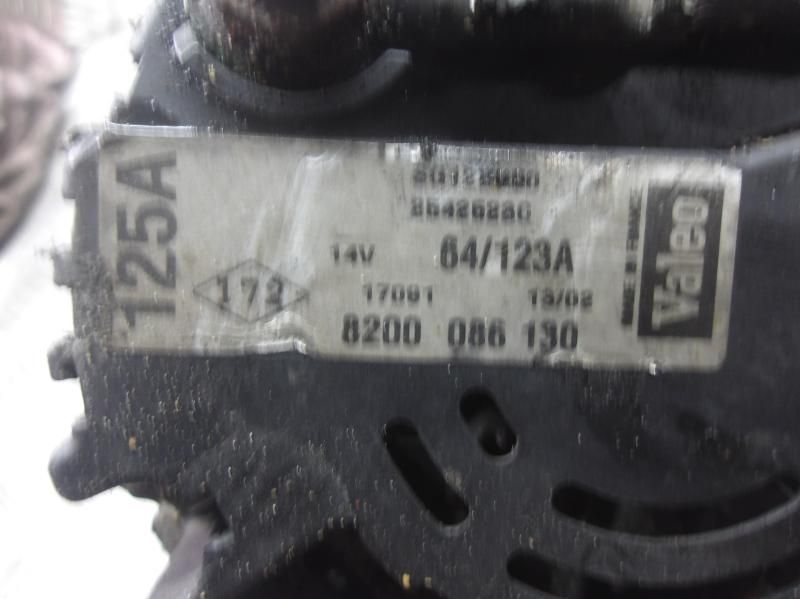 125A
14V 64/123A
172
17091 13/02
8200 086 130
MADE IN FRANCE
Valeo